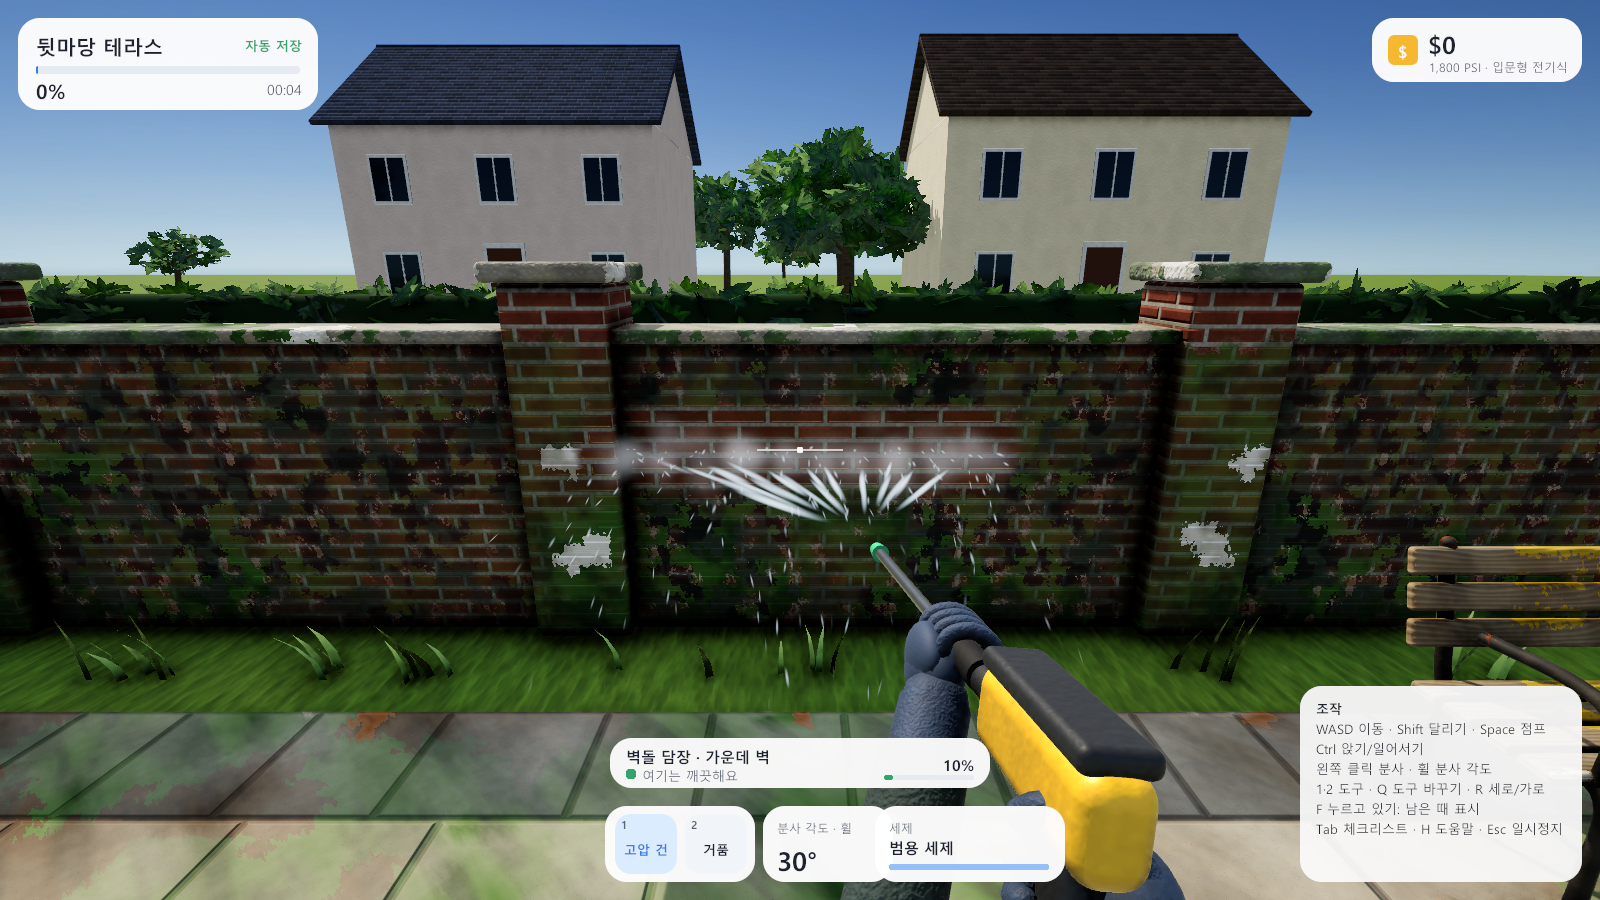 뒷마당 테라스
자동 저장
0%
00:04
$
$0
1,800 PSI · 입문형 전기식
벽돌 담장 · 가운데 벽
여기는 깨끗해요
10%
1
고압 건
2
거품
분사 각도 · 휠
30°
세제
범용 세제
조작
WASD 이동 · Shift 달리기 · Space 점프
Ctrl 앉기/일어서기
왼쪽 클릭 분사 · 휠 분사 각도
1·2 도구 · Q 도구 바꾸기 · R 세로/가로
F 누르고 있기: 남은 때 표시
Tab 체크리스트 · H 도움말 · Esc 일시정지